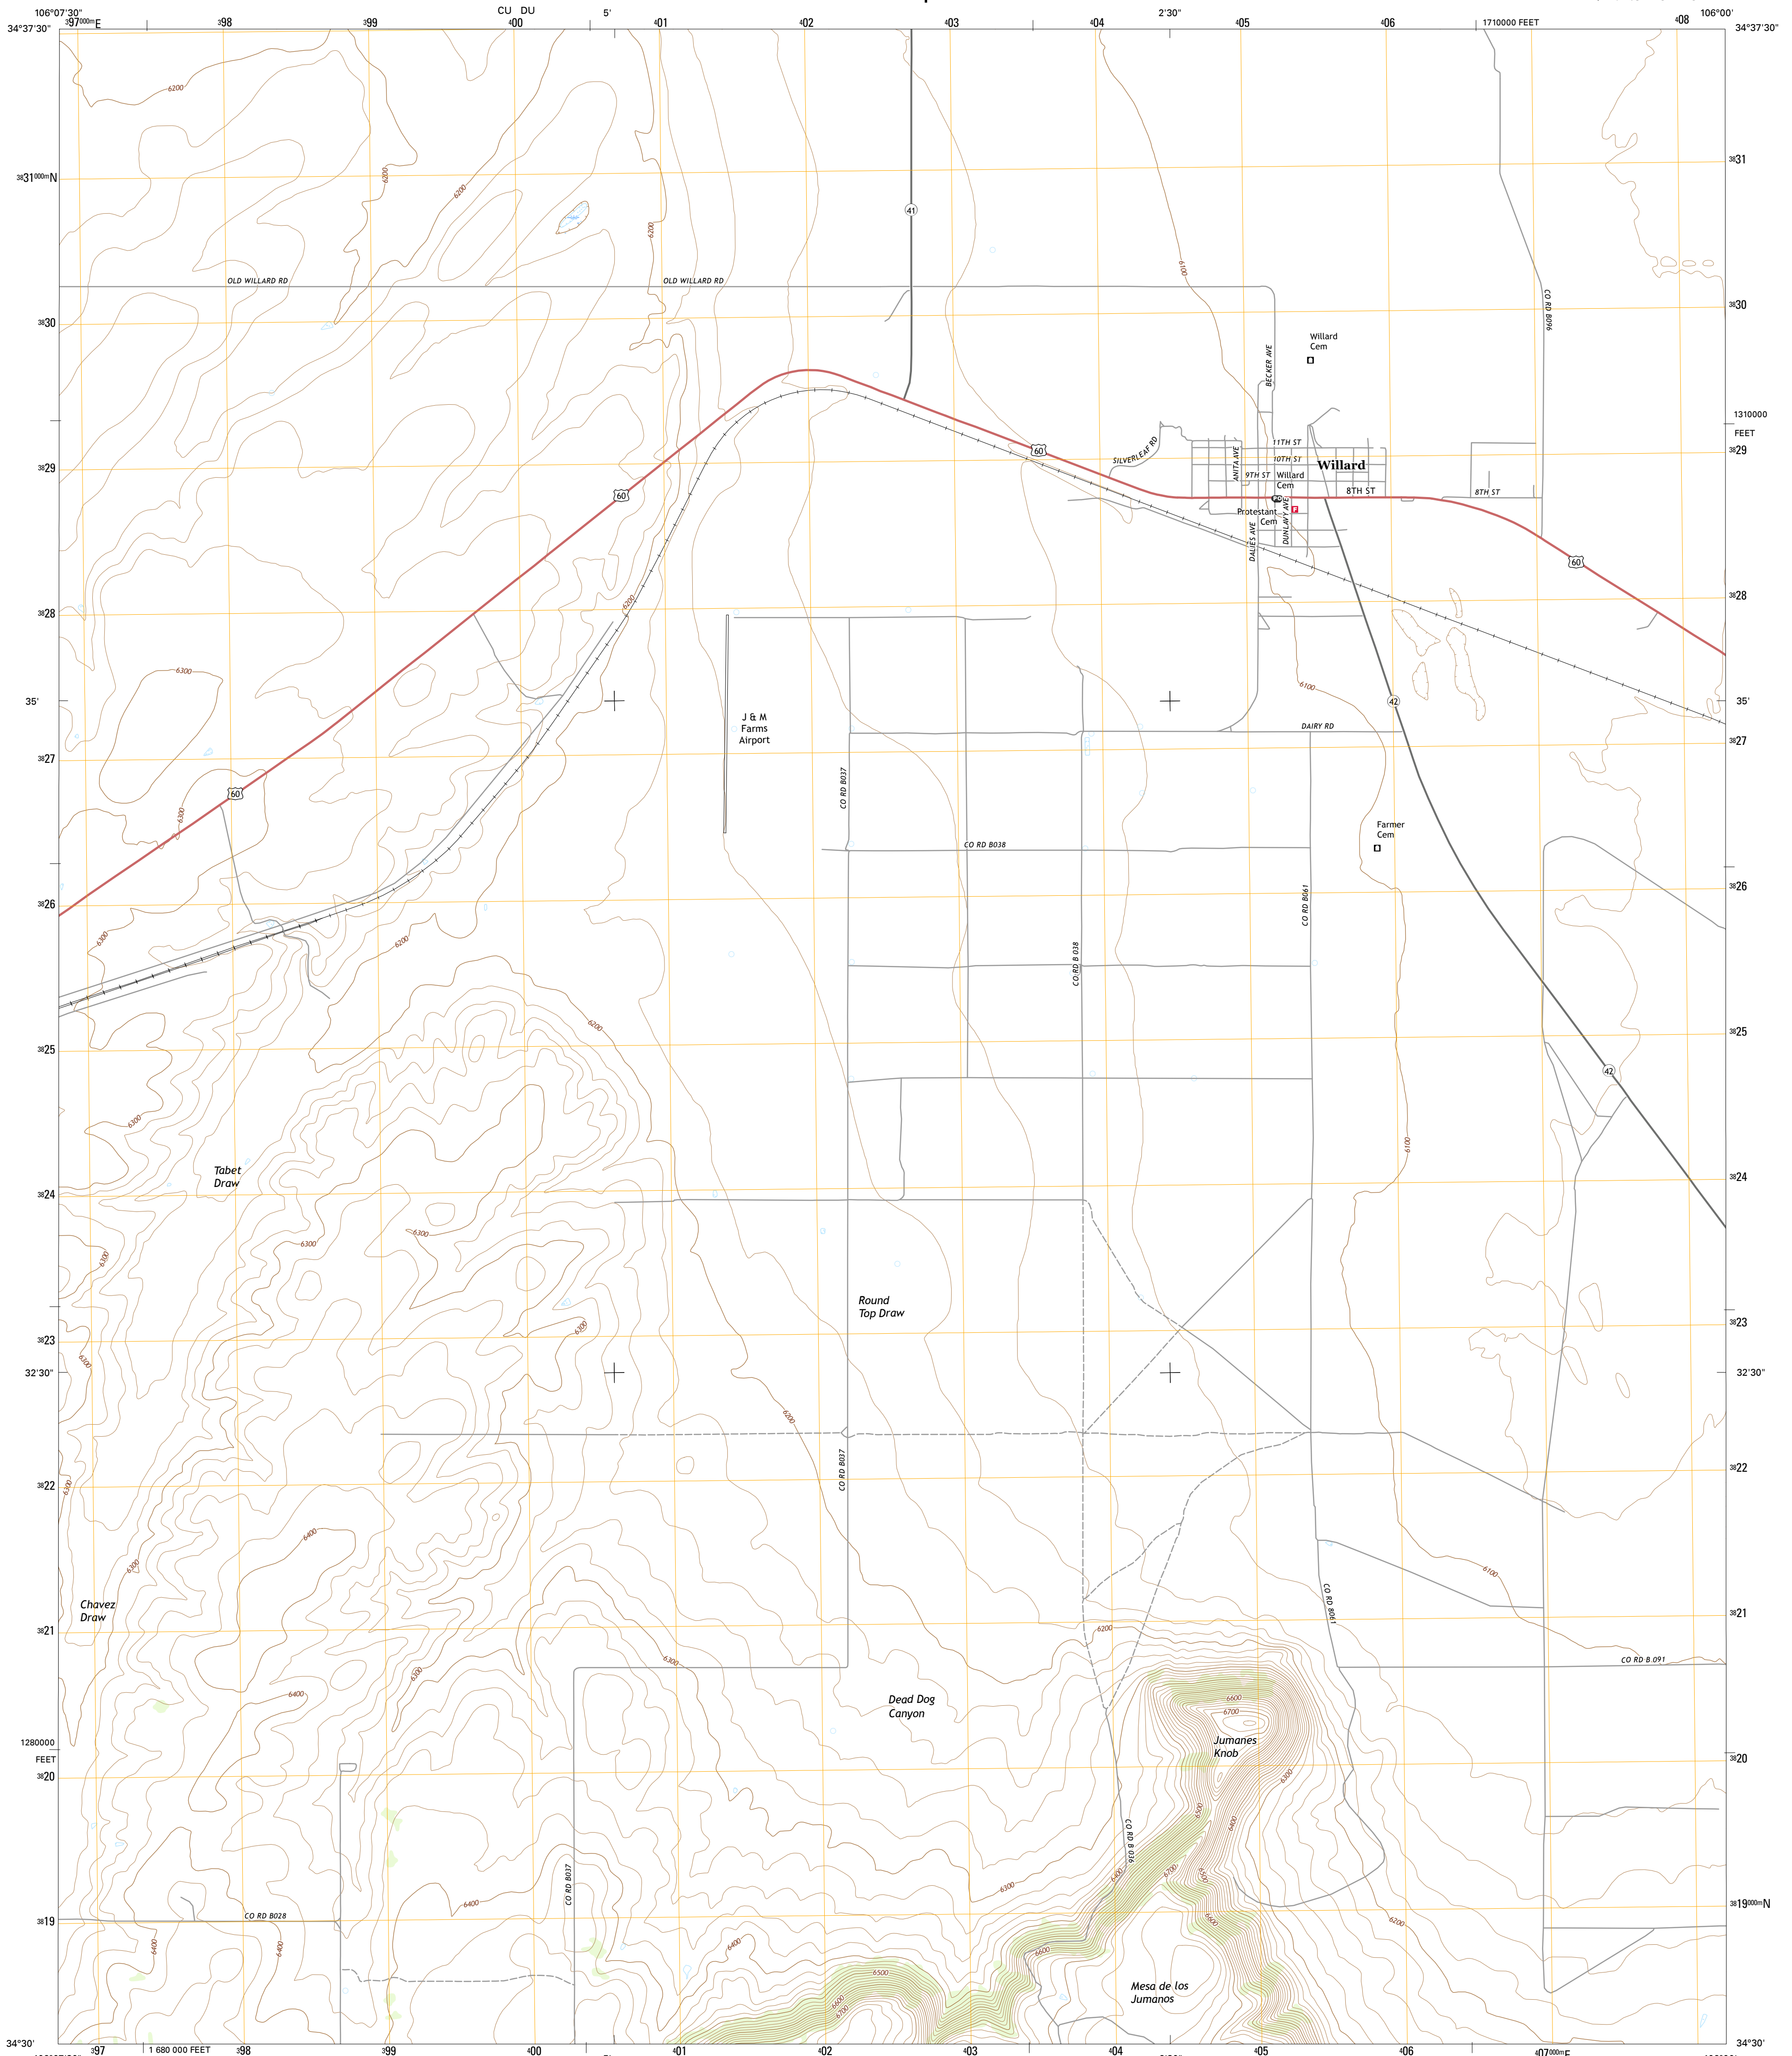 CU DU
106°07'30"
397000mE
398
399
400
5'
401
402
403
404
2'30"
405
406
1710000 FEET
408
106°00'
34°37'30"
34°37'30"
6200
3831000mN
6200
6200
6200
41
6100
3831
OLD WILLARD RD
OLD WILLARD RD
3830
CO RD B096
3830
Willard
Cem
BECKER AVE
1310000
FEET
3829
60
60
SILVERLEAF RD
ANITA AVE
11TH ST
10TH ST
9TH ST
Willard
Cem
Willard
8TH ST
8TH ST
Protestant
Cem
DALIES AVE
DUNLAVY AVE
F
3829
60
3828
6200
3828
6300
35'
J & M
Farms
Airport
6100
42
DAIRY RD
35'
3827
3827
60
6300
CO RD B037
CO RD B038
Farmer
Cem
3826
3826
6300
6200
CO RD B 038
CO RD B061
6200
3825
3825
42
6300
6100
Tabet
Draw
3824
3824
6300
6300
6300
Round
Top Draw
6300
3823
3823
6300
32'30"
32'30"
6200
CO RD B037
3822
3822
6300
6400
6300
6100
Chavez
Draw
CO RD B061
3821
3821
6200
6300
6300
CO RD B 091
6400
Dead Dog
Canyon
6600
6700
Jumanes
Knob
1280000
FEET
3820
3820
6300
6500
6400
CO RD B 036
6400
6700
6500
CO RD B037
6400
6300
3819
CO RD B028
6600
6200
3819000mN
6400
6400
6400
6600
6500
Mesa de los
Jumanos
6600
6700
34°30'
34°30'
397
1 680 000 FEET
398
399
400
401
402
403
404
405
406
407000mE